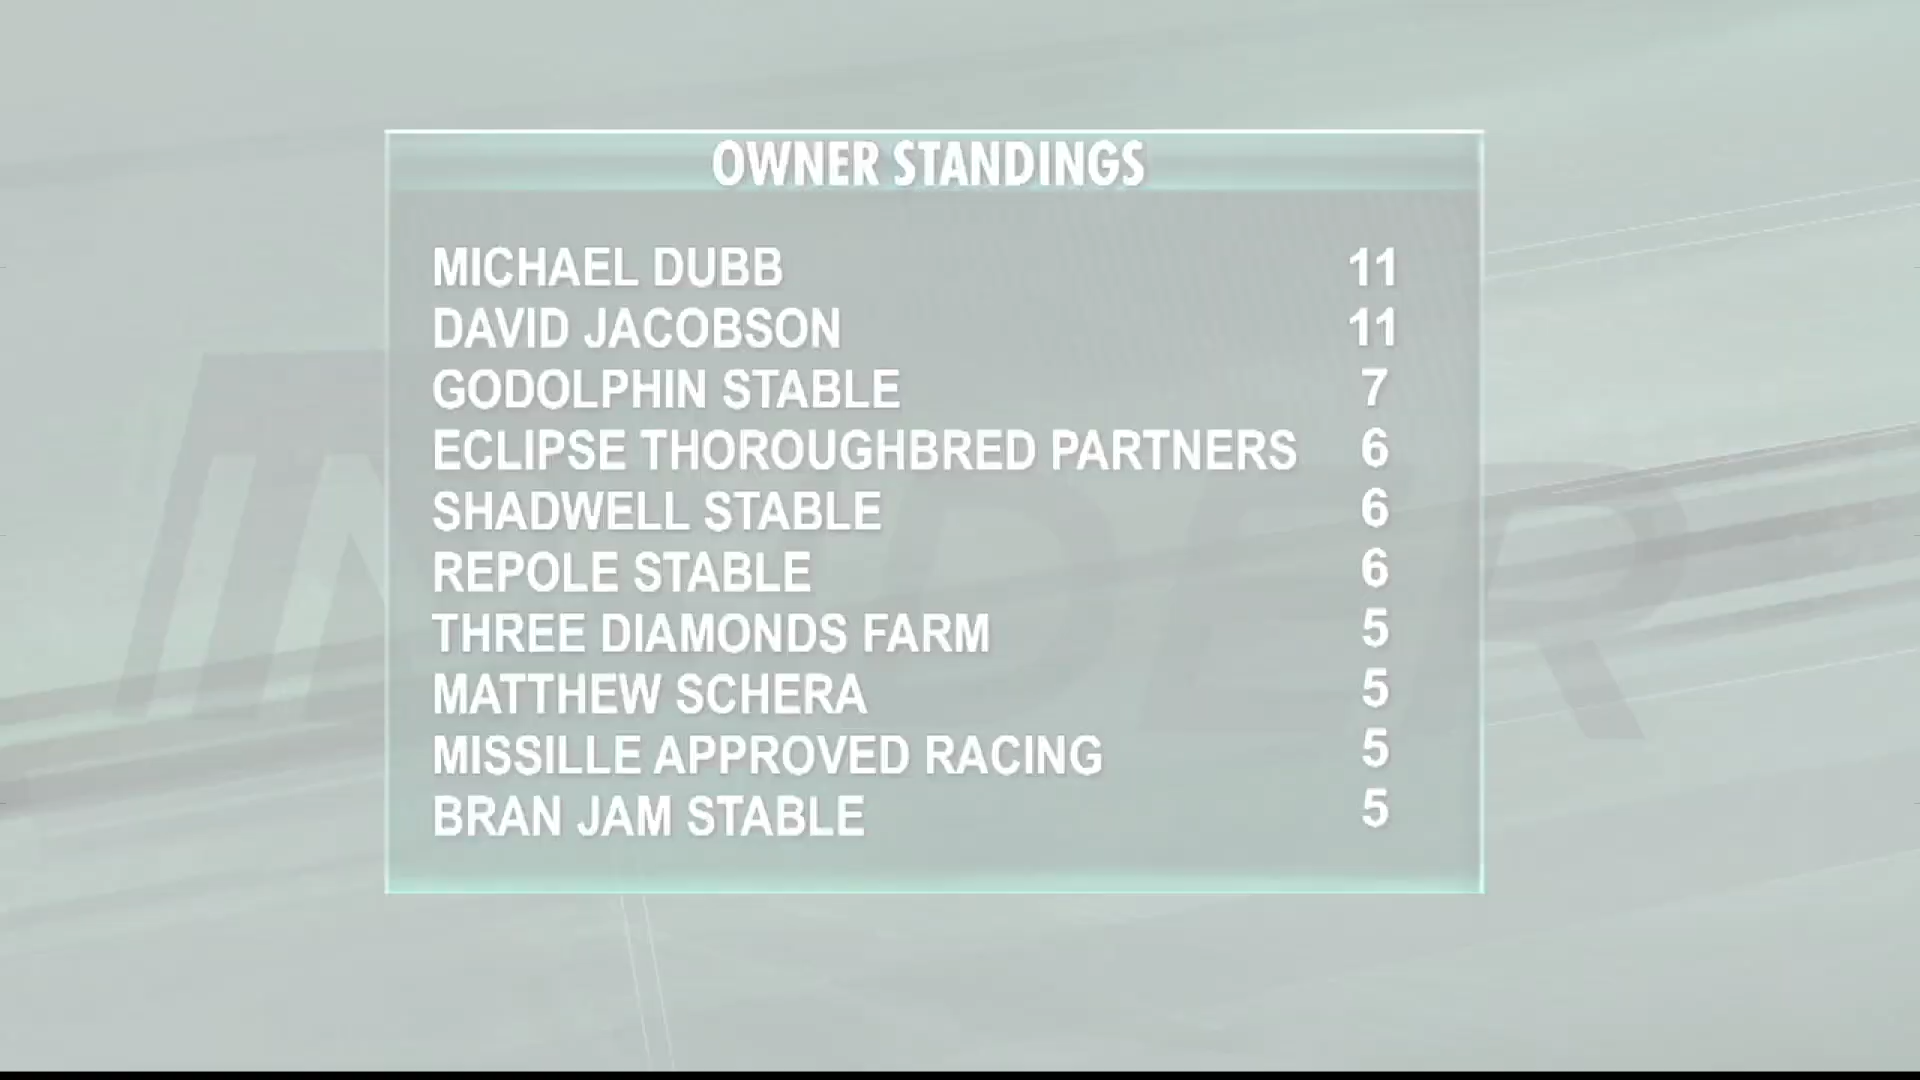 OWNER STANDINGS
MICHAEL DUBB 11
DAVID JACOBSON 11
GODOLPHIN STABLE 7
ECLIPSE THOROUGHBRED PARTNERS 6
SHADWELL STABLE 6
REPOLE STABLE 6
THREE DIAMONDS FARM 5
MATTHEW SCHERA 5
MISSILLE APPROVED RACING 5
BRAN JAM STABLE 5